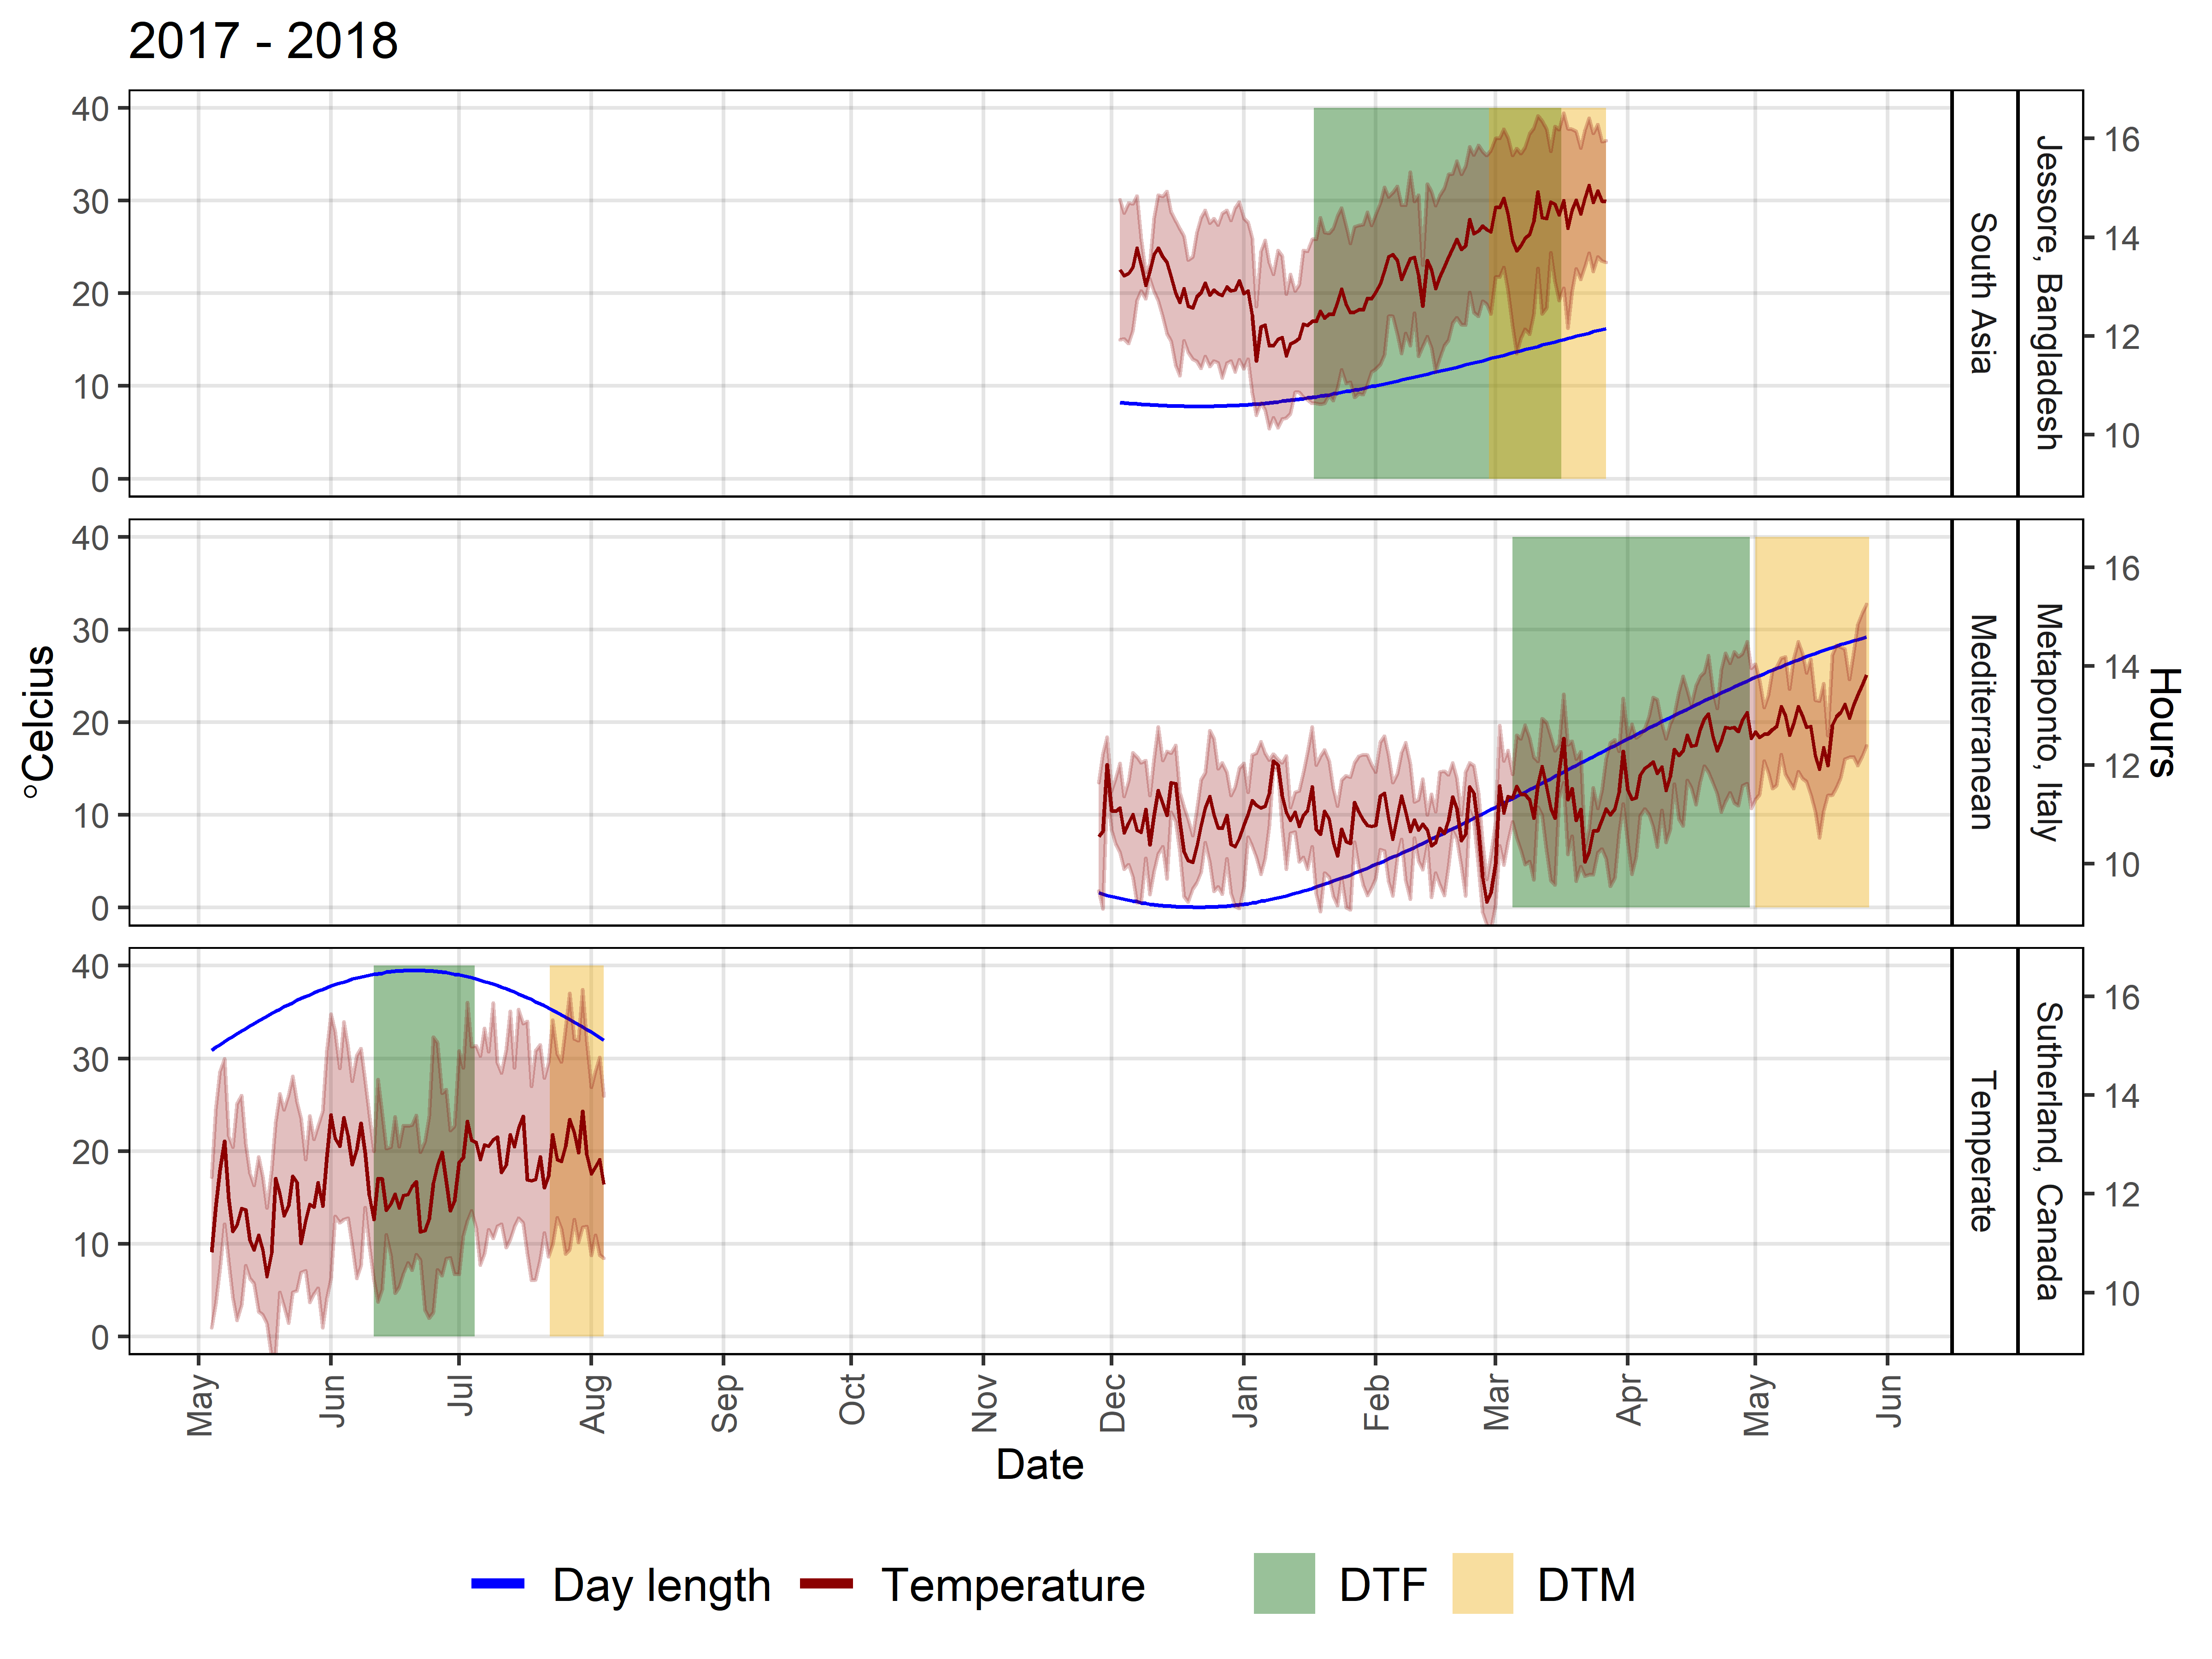 2017 - 2018
40
30
20
10
0
South Asia
Jessore, Bangladesh
16
14
12
10
40
30
20
10
0
Mediterranean
Metaponto, Italy
16
14
12
10
40
30
20
10
0
Temperate
Sutherland, Canada
16
14
12
10
°Celcius
Hours
May
Jun
Jul
Aug
Sep
Oct
Nov
Dec
Jan
Feb
Mar
Apr
May
Jun
Date
Day length
Temperature
DTF
DTM